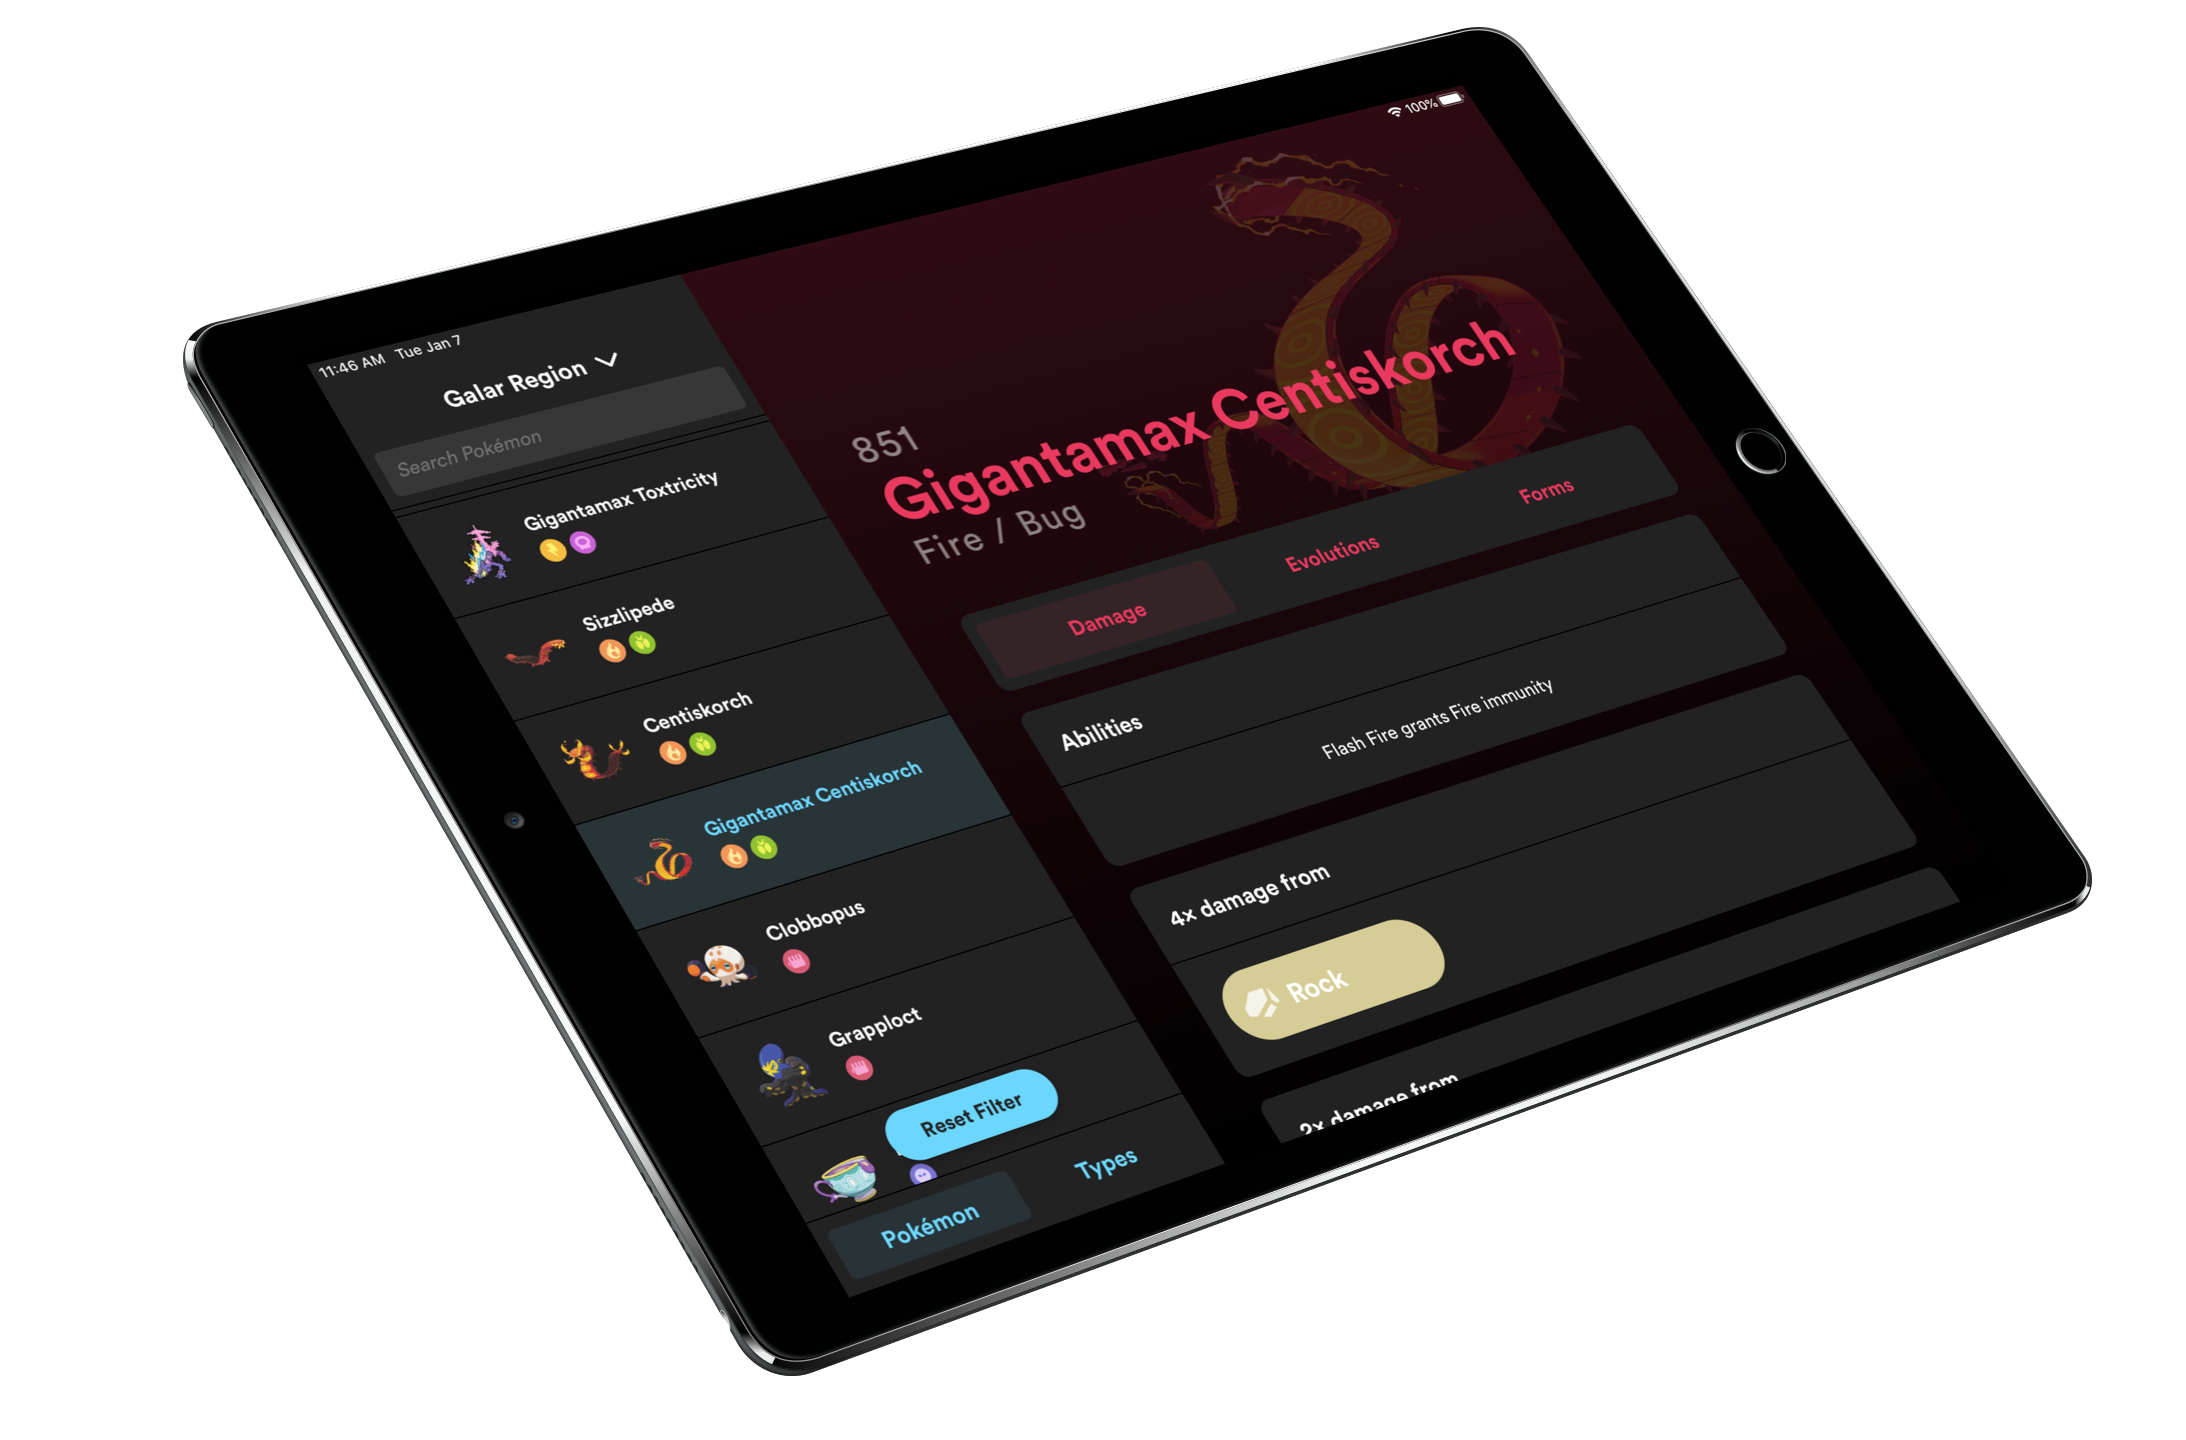 11:46 AM Tue Jan 7
100%
Galar Region
Search Pokémon
Gigantamax Toxtricity
Sizzlipede
Centiskorch
Gigantamax Centiskorch
Clobbopus
Grapploct
Reset Filter
Pokémon
Types
851
Gigantamax Centiskorch
Fire / Bug
Damage
Evolutions
Forms
Abilities
Flash Fire grants Fire immunity
4x damage from
Rock
2x damage from